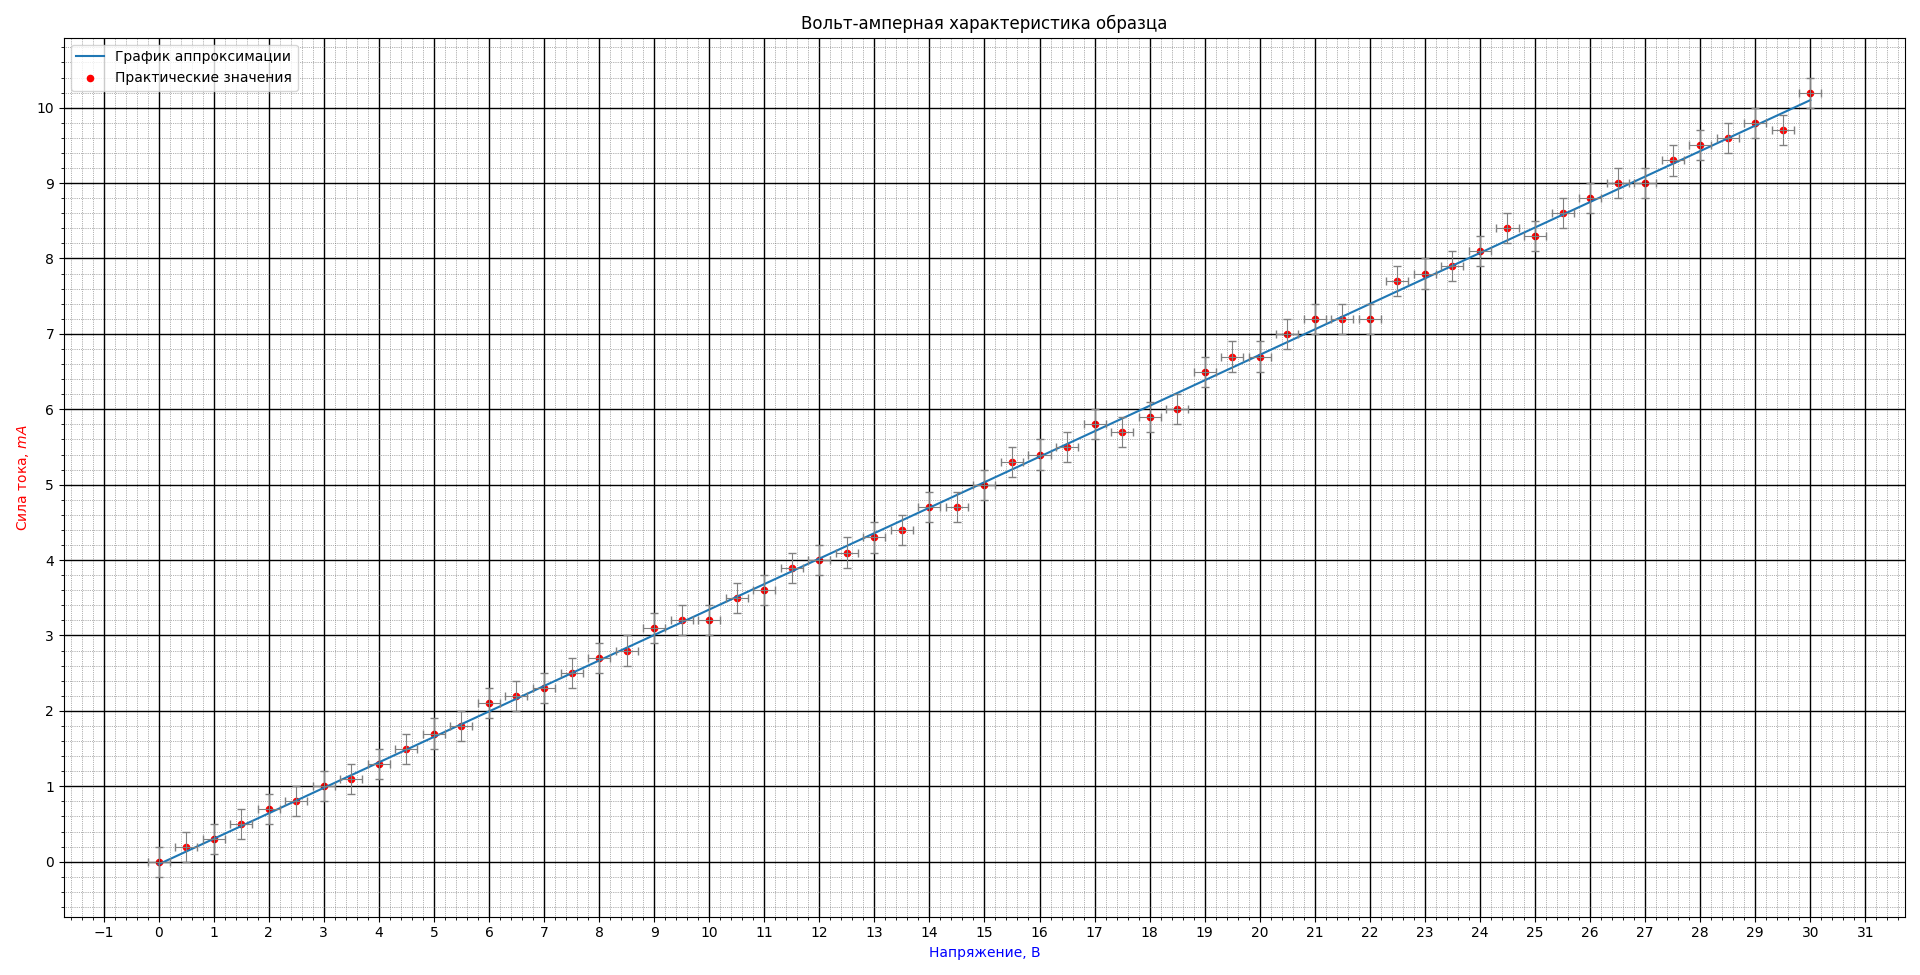 Вольт-амперная характеристика образца
График аппроксимации
Практические значения
10
9
8
7
6
5
4
3
2
1
0
Сила тока, mA
−1 0 1 2 3 4 5 6 7 8 9 10 11 12 13 14 15 16 17 18 19 20 21 22 23 24 25 26 27 28 29 30 31
Напряжение, В